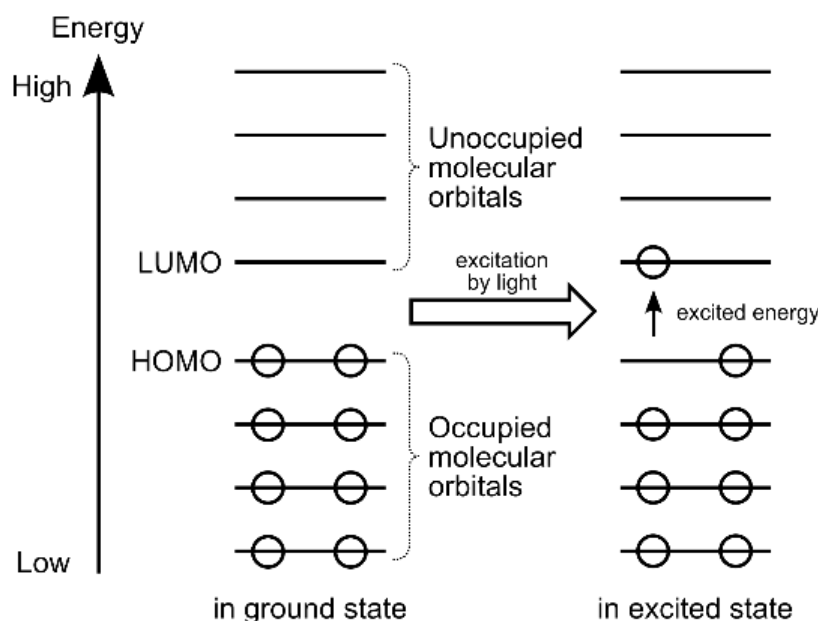 Energy
High
Unoccupied
molecular
orbitals
LUMO
excitation
by light
excited energy
HOMO
Occupied
molecular
orbitals
Low
in ground state
in excited state